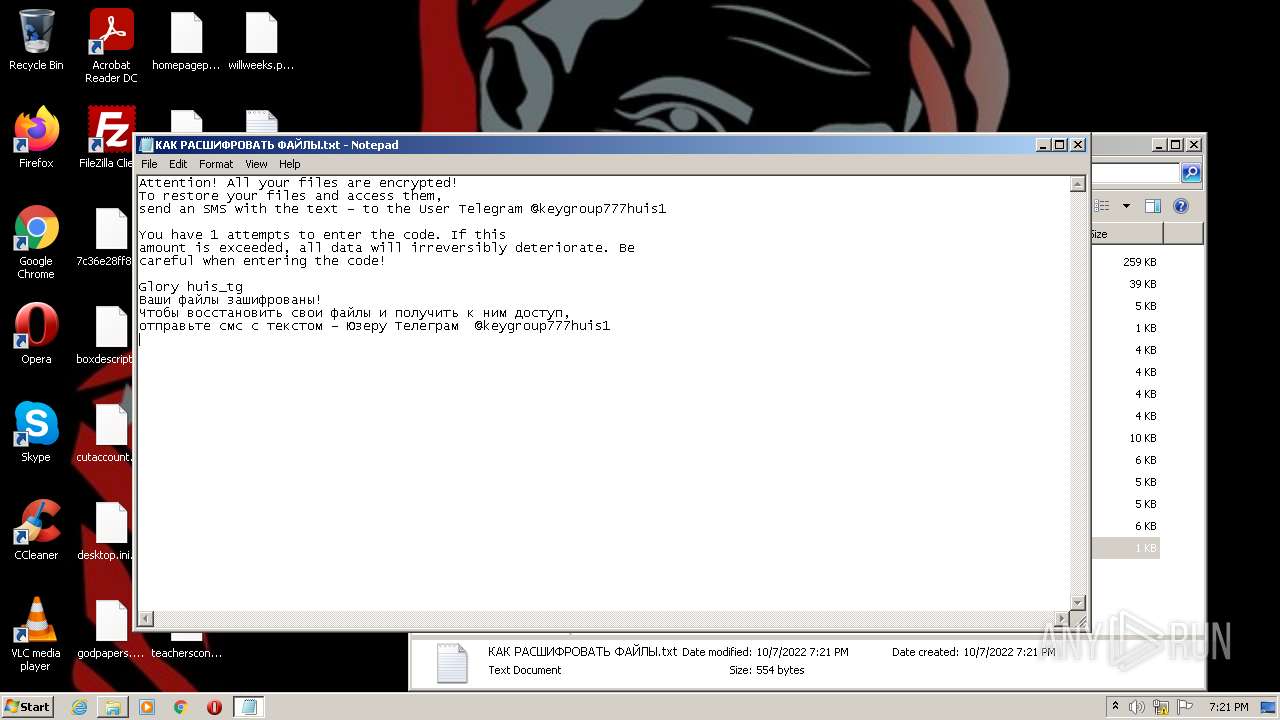 Recycle Bin
Acrobat
Reader DC
homepagep...
willweeks.p...
Firefox
FileZilla Clie
Google
Chrome
7c36e28ff8
Opera
boxdescript
Skype
cutaccount.
CCleaner
desktop.ini.
VLC media
player
godpapers....
teacherscon...
КАК РАСШИФРОВАТЬ ФАЙЛЫ.txt - Notepad
File Edit Format View Help
Attention! All your files are encrypted!
To restore your files and access them,
send an SMS with the text - to the User Telegram @keygroup777huis1
You have 1 attempts to enter the code. If this
amount is exceeded, all data will irreversibly deteriorate. Be
careful when entering the code!
Glory huis_tg
Ваши файлы зашифрованы!
Чтобы восстановить свои файлы и получить к ним доступ,
отправьте смс с текстом - Юзеру Телеграм @keygroup777huis1
Size
259 KB
39 KB
5 KB
1 KB
4 KB
4 KB
4 KB
4 KB
10 KB
6 KB
5 KB
5 KB
6 KB
1 KB
КАК РАСШИФРОВАТЬ ФАЙЛЫ.txt Date modified: 10/7/2022 7:21 PM Date created: 10/7/2022 7:21 PM
Text Document Size: 554 bytes
ANY RUN
Start
7:21 PM